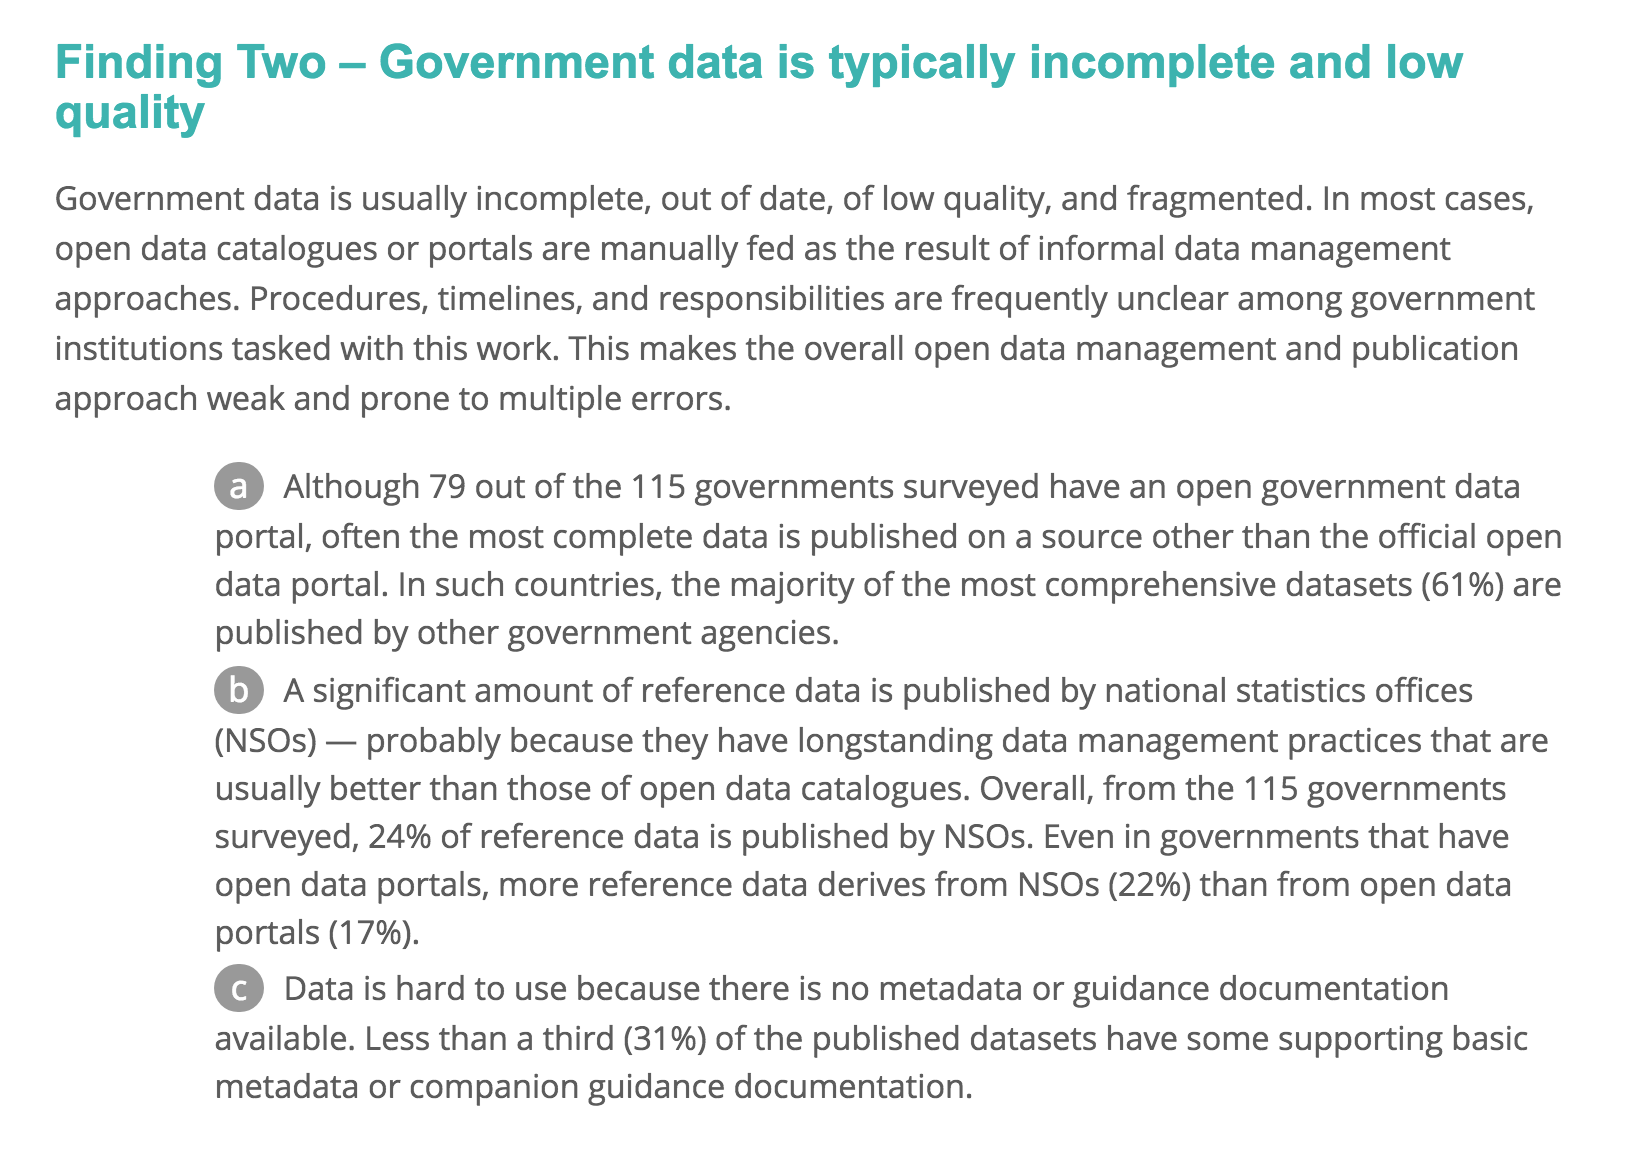 Finding Two – Government data is typically incomplete and low
quality
Government data is usually incomplete, out of date, of low quality, and fragmented. In most cases,
open data catalogues or portals are manually fed as the result of informal data management
approaches. Procedures, timelines, and responsibilities are frequently unclear among government
institutions tasked with this work. This makes the overall open data management and publication
approach weak and prone to multiple errors.
a Although 79 out of the 115 governments surveyed have an open government data
portal, often the most complete data is published on a source other than the official open
data portal. In such countries, the majority of the most comprehensive datasets (61%) are
published by other government agencies.
b A significant amount of reference data is published by national statistics offices
(NSOs) — probably because they have longstanding data management practices that are
usually better than those of open data catalogues. Overall, from the 115 governments
surveyed, 24% of reference data is published by NSOs. Even in governments that have
open data portals, more reference data derives from NSOs (22%) than from open data
portals (17%).
c Data is hard to use because there is no metadata or guidance documentation
available. Less than a third (31%) of the published datasets have some supporting basic
metadata or companion guidance documentation.